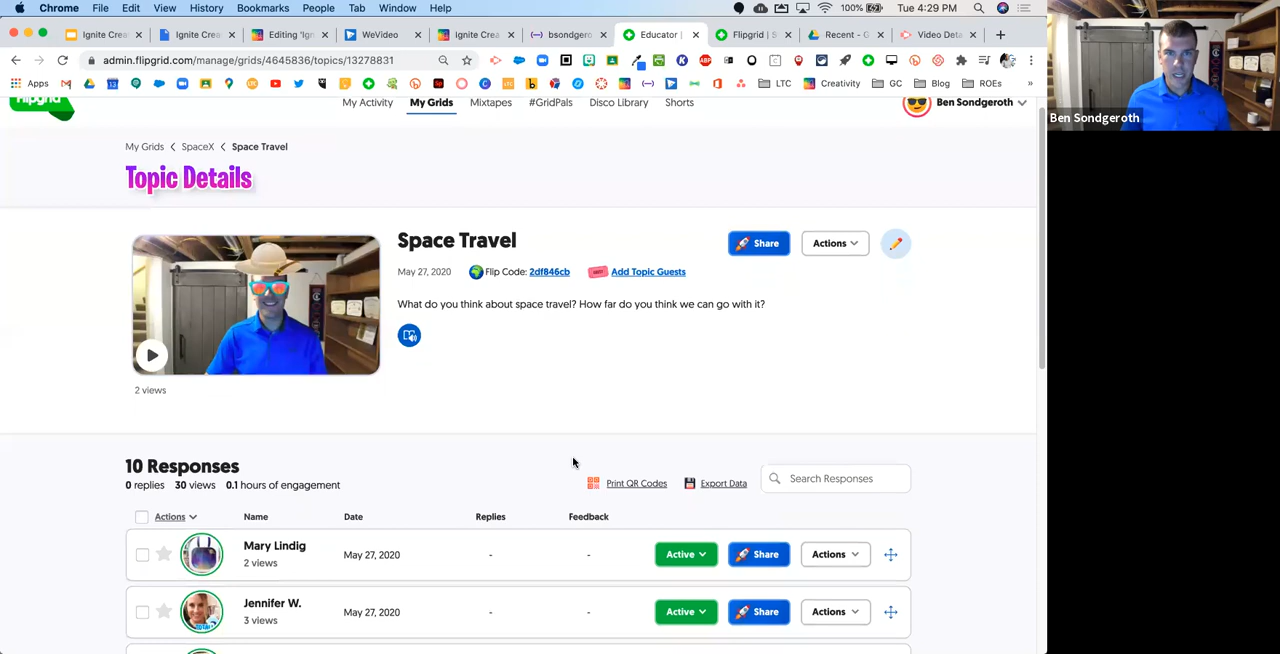 Chrome File Edit View History Bookmarks People Tab Window Help 100% Tue 4:29 PM
Ignite Crea Ignite Crea Editing 'Ign WeVideo Ignite Crea bsondgero Educator | Flipgrid | S Recent - G Video Deta
admin.flipgrid.com/manage/grids/4645836/topics/13278831
Apps LTC Creativity GC Blog ROEs »
Flipgrid My Activity My Grids Mixtapes #GridPals Disco Library Shorts Ben Sondgeroth
Ben Sondgeroth
My Grids SpaceX Space Travel
Topic Details
Space Travel
Share Actions
May 27, 2020 Flip Code: 2df846cb Add Topic Guests
What do you think about space travel? How far do you think we can go with it?
2 views
10 Responses
0 replies 30 views 0.1 hours of engagement
Print QR Codes Export Data Search Responses
Actions Name Date Replies Feedback
Mary Lindig
2 views
May 27, 2020 - - Active Share Actions
Jennifer W.
3 views
May 27, 2020 - - Active Share Actions